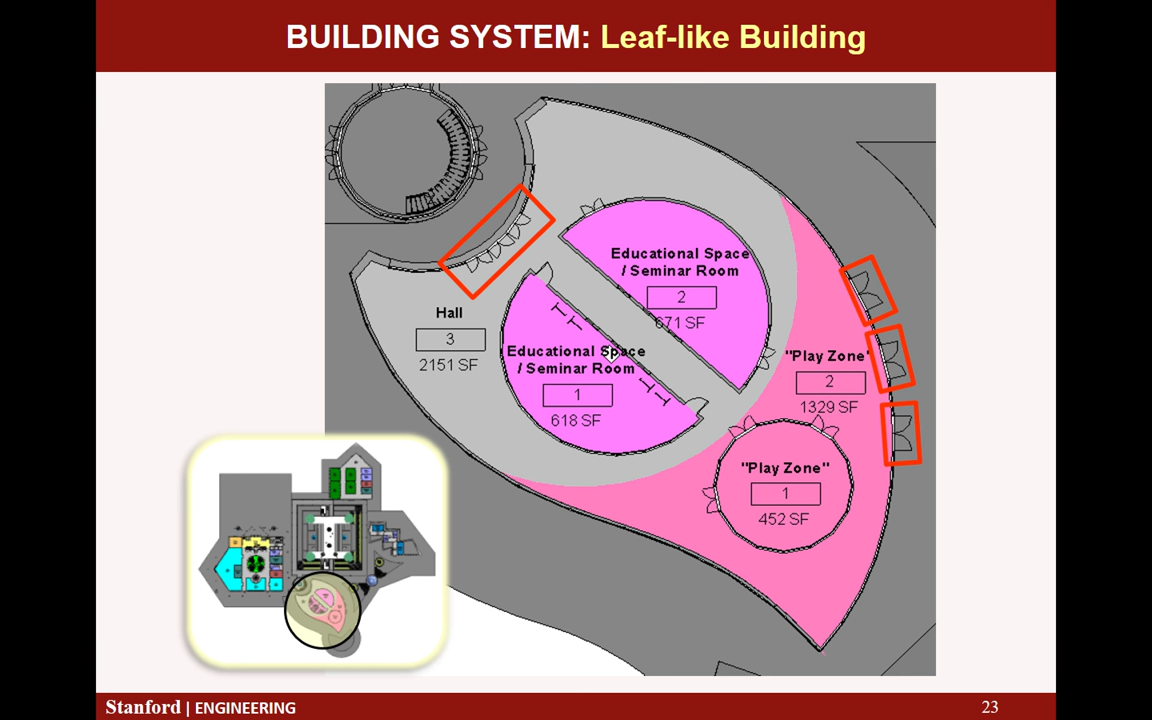 BUILDING SYSTEM: Leaf-like Building
Educational Space
/ Seminar Room
2
671 SF
Hall
3
2151 SF
Educational Space
/ Seminar Room
1
618 SF
"Play Zone"
2
1329 SF
"Play Zone"
1
452 SF
Stanford | ENGINEERING
23